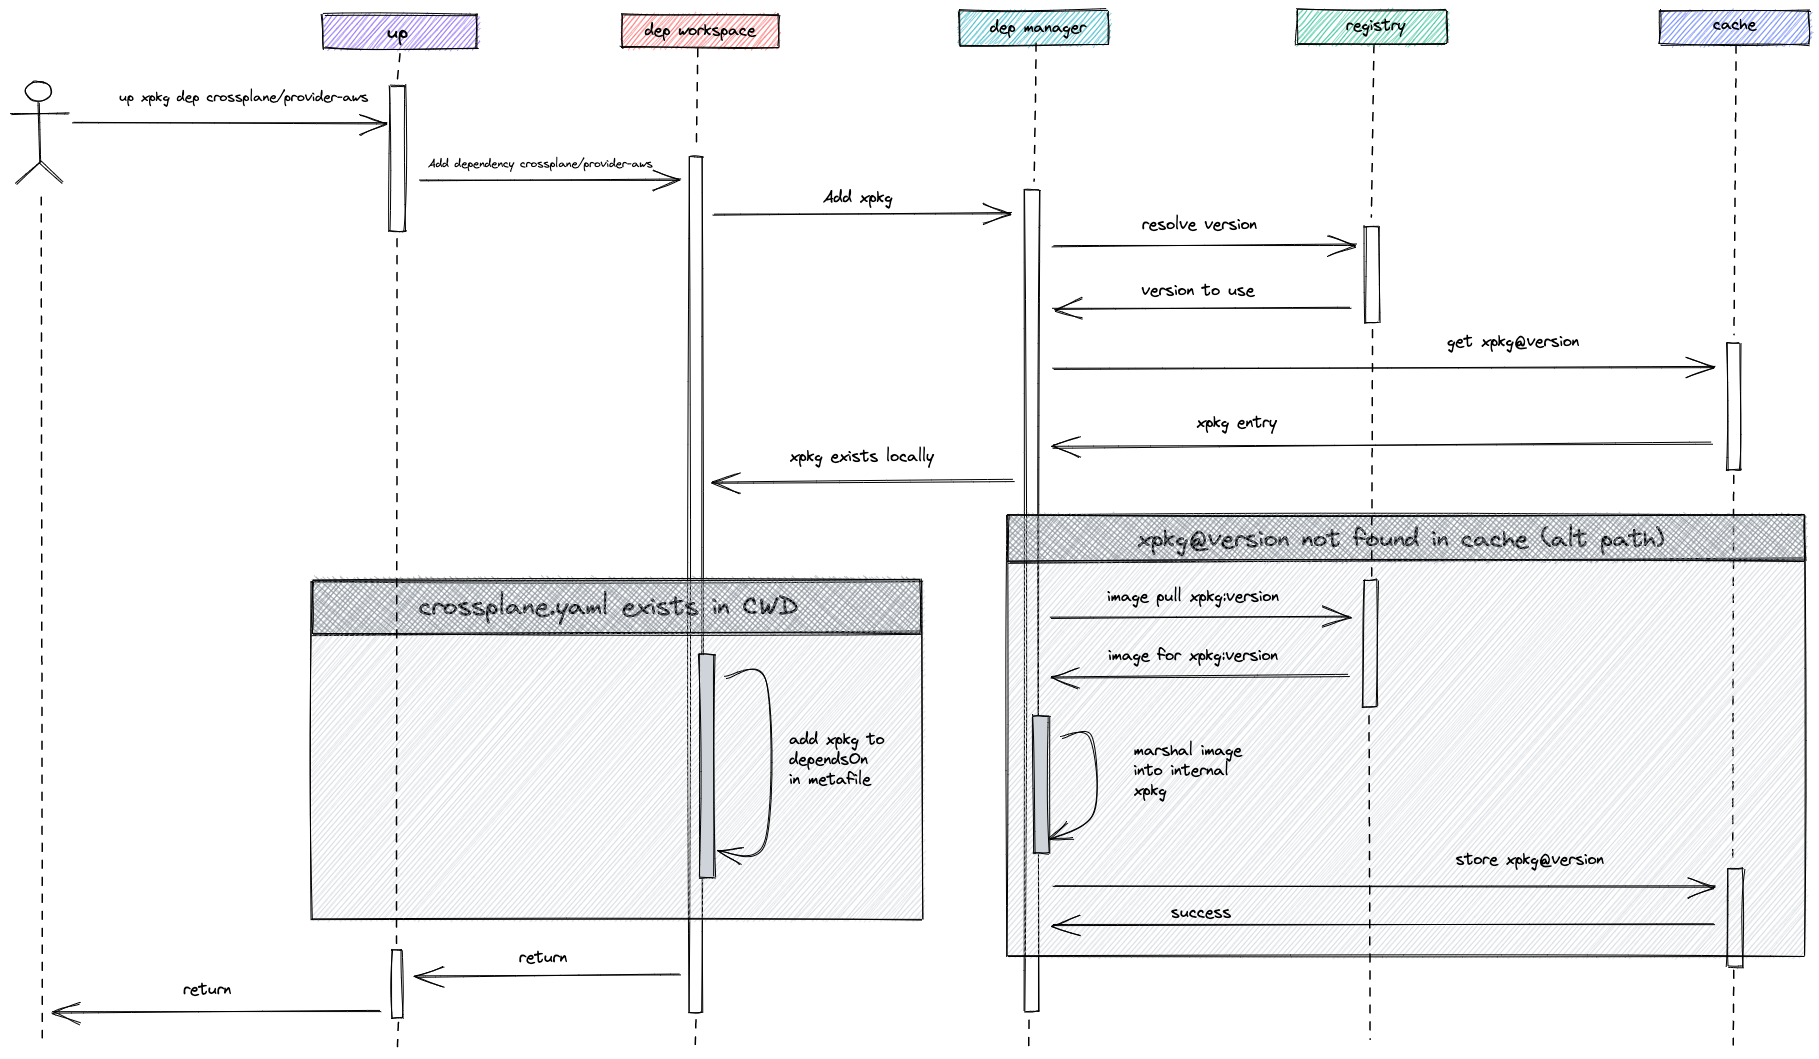 up
dep workspace
dep manager
registry
cache
up xpkg dep crossplane/provider-aws
Add dependency crossplane/provider-aws
Add xpkg
resolve version
version to use
get xpkg@version
xpkg entry
xpkg exists locally
xpkg@version not found in cache (alt path)
crossplane.yaml exists in CWD
image pull xpkg:version
image for xpkg:version
add xpkg to
dependsOn
in metafile
marshal image
into internal
xpkg
store xpkg@version
success
return
return